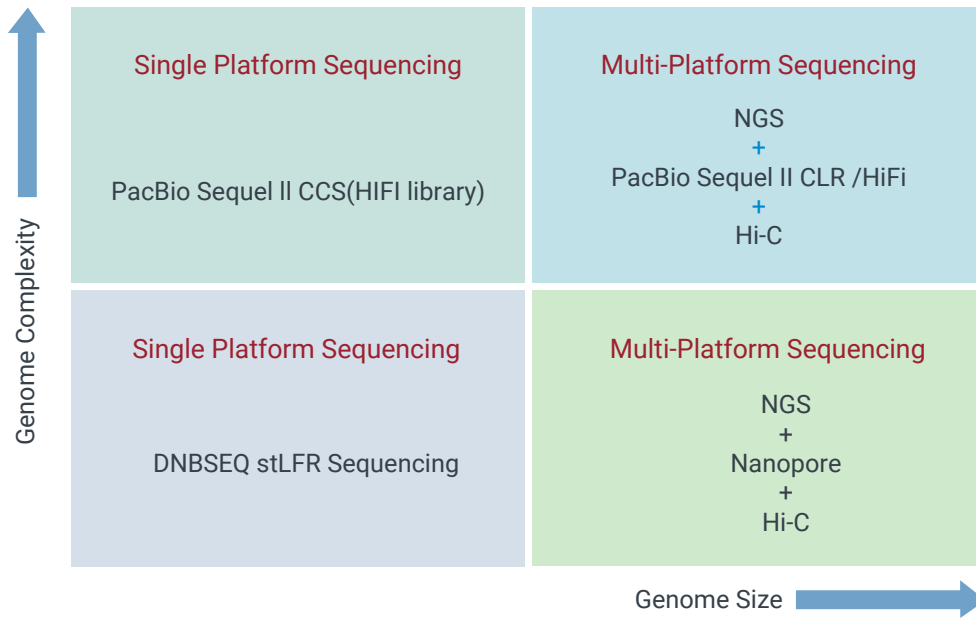 Single Platform Sequencing
PacBio Sequel ll CCS(HIFI library)
Multi-Platform Sequencing
NGS
+
PacBio Sequel II CLR /HiFi
+
Hi-C
Genome Complexity
Single Platform Sequencing
DNBSEQ stLFR Sequencing
Multi-Platform Sequencing
NGS
+
Nanopore
+
Hi-C
Genome Size